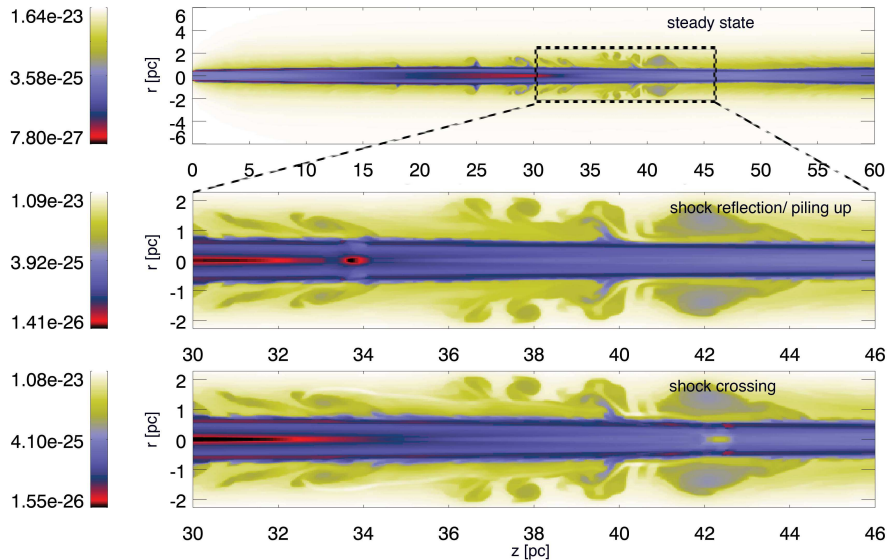 1.64e-23
3.58e-25
7.80e-27
r [pc]
6
4
2
0
-2
-4
-6
steady state
0 5 10 15 20 25 30 35 40 45 50 55 60
1.09e-23
3.92e-25
1.41e-26
r [pc]
2
1
0
-1
-2
shock reflection/ piling up
30 32 34 36 38 40 42 44 46
1.08e-23
4.10e-25
1.55e-26
r [pc]
2
1
0
-1
-2
shock crossing
30 32 34 36 38 40 42 44 46
z [pc]